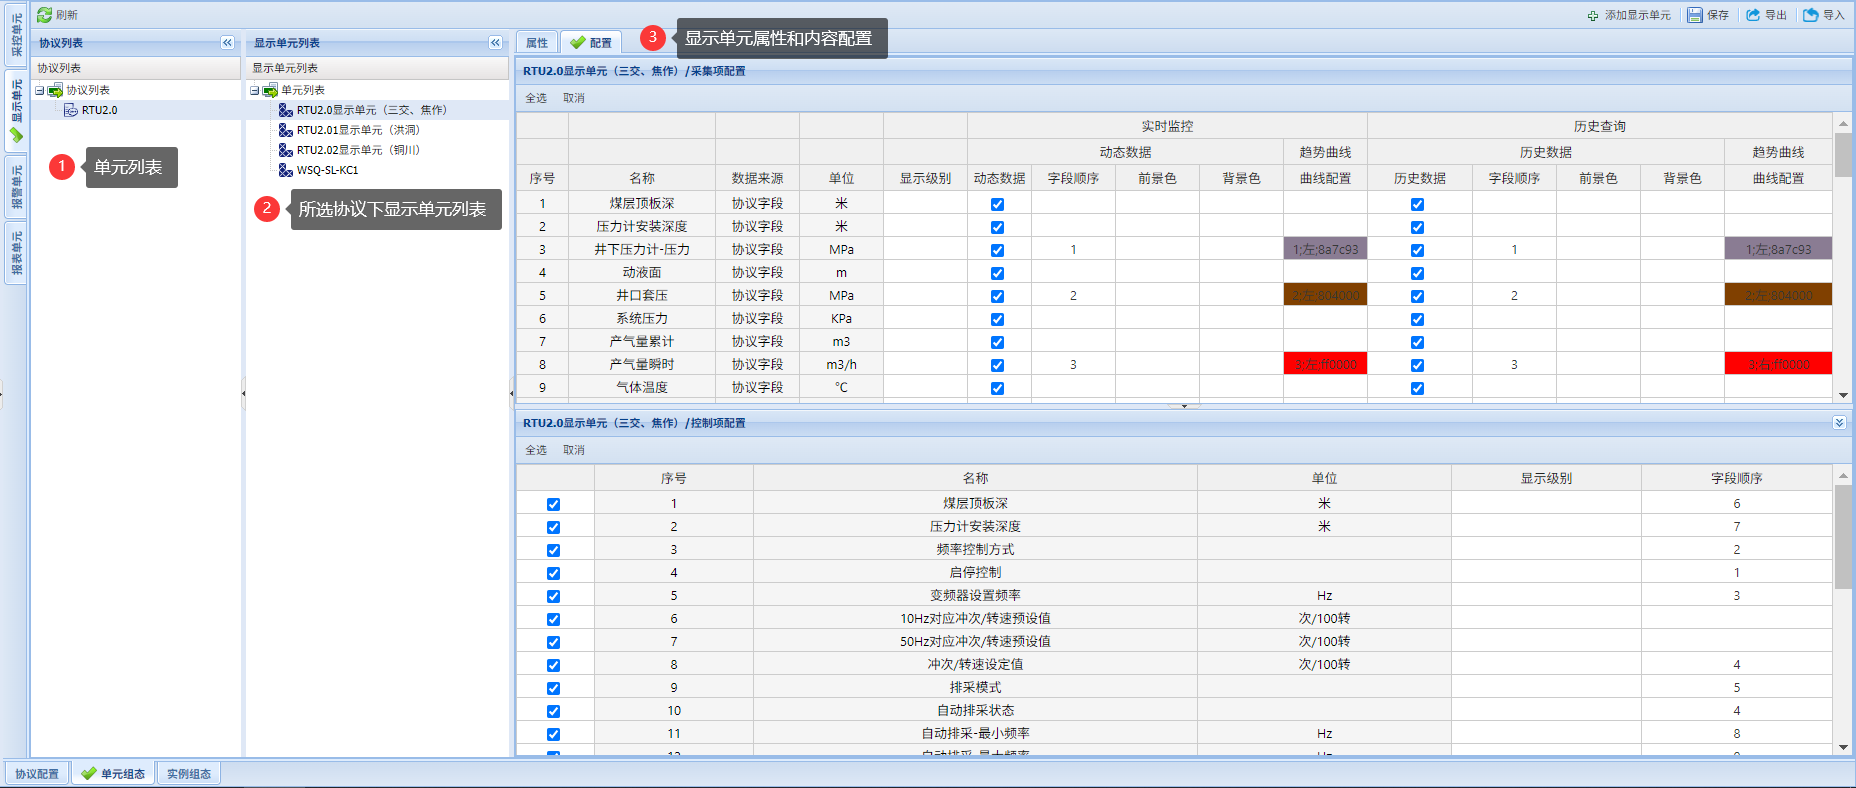 刷新
添加显示单元 保存 导出 导入
采控单元
显示单元
报警单元
报表单元
协议列表
协议列表
协议列表
RTU2.0
1 单元列表
显示单元列表
显示单元列表
单元列表
RTU2.0显示单元（三交、焦作）
RTU2.01显示单元（洪洞）
RTU2.02显示单元（铜川）
WSQ-SL-KC1
2 所选协议下显示单元列表
属性 配置
3 显示单元属性和内容配置
RTU2.0显示单元（三交、焦作）/采集项配置
全选 取消
实时监控 历史查询
动态数据 趋势曲线 历史数据 趋势曲线
序号 名称 数据来源 单位 显示级别 动态数据 字段顺序 前景色 背景色 曲线配置 历史数据 字段顺序 前景色 背景色 曲线配置
1 煤层顶板深 协议字段 米
2 压力计安装深度 协议字段 米
3 井下压力计-压力 协议字段 MPa 1 1;左;8a7c93 1 1;左;8a7c93
4 动液面 协议字段 m
5 井口套压 协议字段 MPa 2 2;左;804000 2 2;左;804000
6 系统压力 协议字段 KPa
7 产气量累计 协议字段 m3
8 产气量瞬时 协议字段 m3/h 3 3;左;ff0000 3 3;右;ff0000
9 气体温度 协议字段 ℃
RTU2.0显示单元（三交、焦作）/控制项配置
全选 取消
序号 名称 单位 显示级别 字段顺序
1 煤层顶板深 米 6
2 压力计安装深度 米 7
3 频率控制方式 2
4 启停控制 1
5 变频器设置频率 Hz 3
6 10Hz对应冲次/转速预设值 次/100转
7 50Hz对应冲次/转速预设值 次/100转
8 冲次/转速设定值 次/100转 4
9 排采模式 5
10 自动排采状态 4
11 自动排采-最小频率 Hz 8
12 自动排采-最大频率 Hz
协议配置 单元组态 实例组态